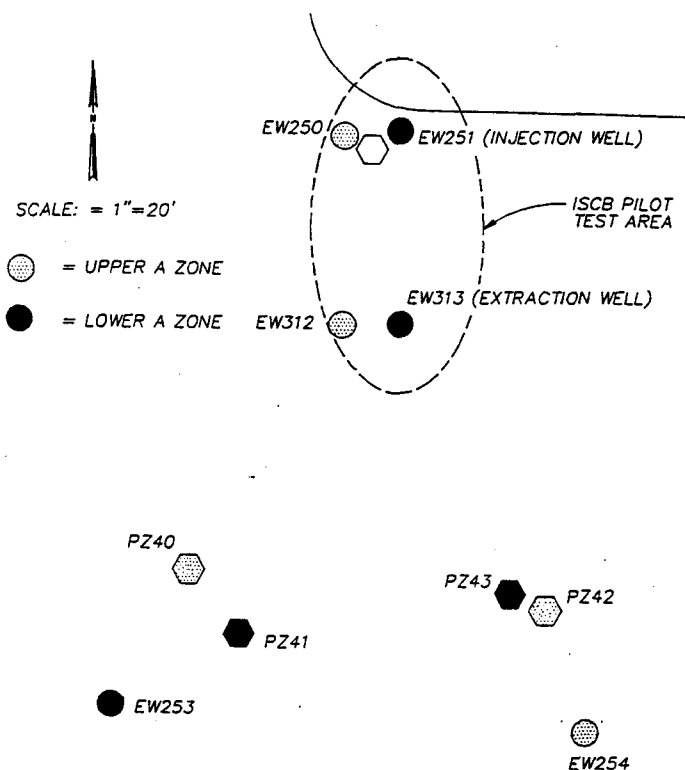 N
EW250
EW251 (INJECTION WELL)
SCALE: = 1"=20'
ISCB PILOT
TEST AREA
= UPPER A ZONE
= LOWER A ZONE
EW312
EW313 (EXTRACTION WELL)
PZ40
PZ43
PZ42
PZ41
EW253
EW254